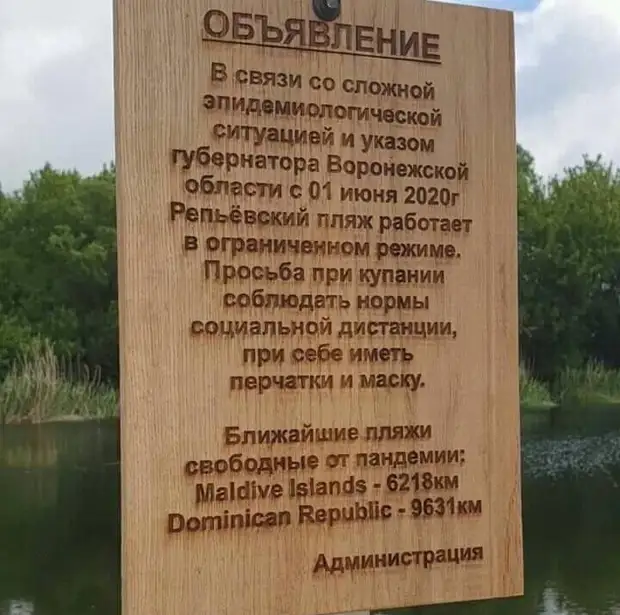 ОБЪЯВЛЕНИЕ
В связи со сложной
эпидемиологической
ситуацией и указом
губернатора Воронежской
области с 01 июня 2020г
Репьёвский пляж работает
в ограниченном режиме.
Просьба при купании
соблюдать нормы
социальной дистанции,
при себе иметь
перчатки и маску.
Ближайшие пляжи
свободные от пандемии:
Maldive Islands - 6218км
Dominican Republic - 9631км
Администрация